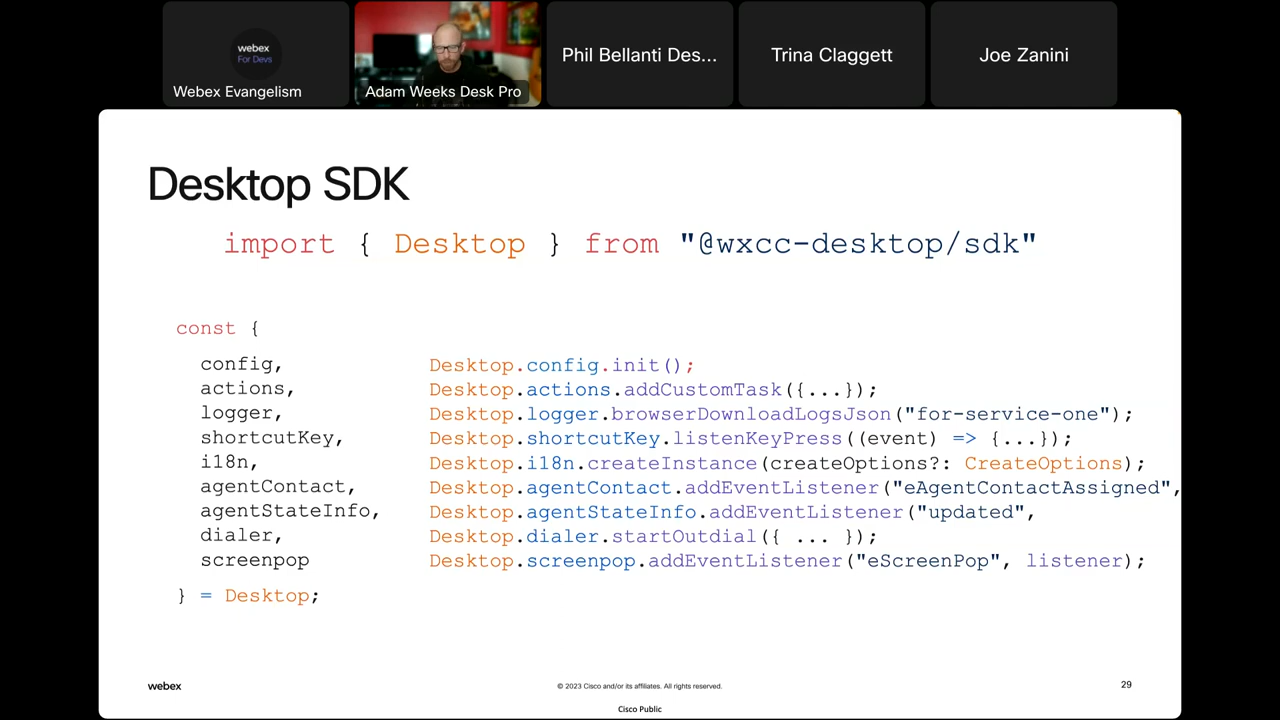 webex
For Devs
Webex Evangelism
Adam Weeks Desk Pro
Phil Bellanti Des...
Trina Claggett
Joe Zanini
Desktop SDK
import { Desktop } from "@wxcc-desktop/sdk"
const {
config,
actions,
logger,
shortcutKey,
i18n,
agentContact,
agentStateInfo,
dialer,
screenpop
} = Desktop;
Desktop.config.init();
Desktop.actions.addCustomTask({...});
Desktop.logger.browserDownloadLogsJson("for-service-one");
Desktop.shortcutKey.listenKeyPress((event) => {...});
Desktop.i18n.createInstance(createOptions?: CreateOptions);
Desktop.agentContact.addEventListener("eAgentContactAssigned",
Desktop.agentStateInfo.addEventListener("updated",
Desktop.dialer.startOutdial({ ... });
Desktop.screenpop.addEventListener("eScreenPop", listener);
webex
© 2023 Cisco and/or its affiliates. All rights reserved.
29
Cisco Public